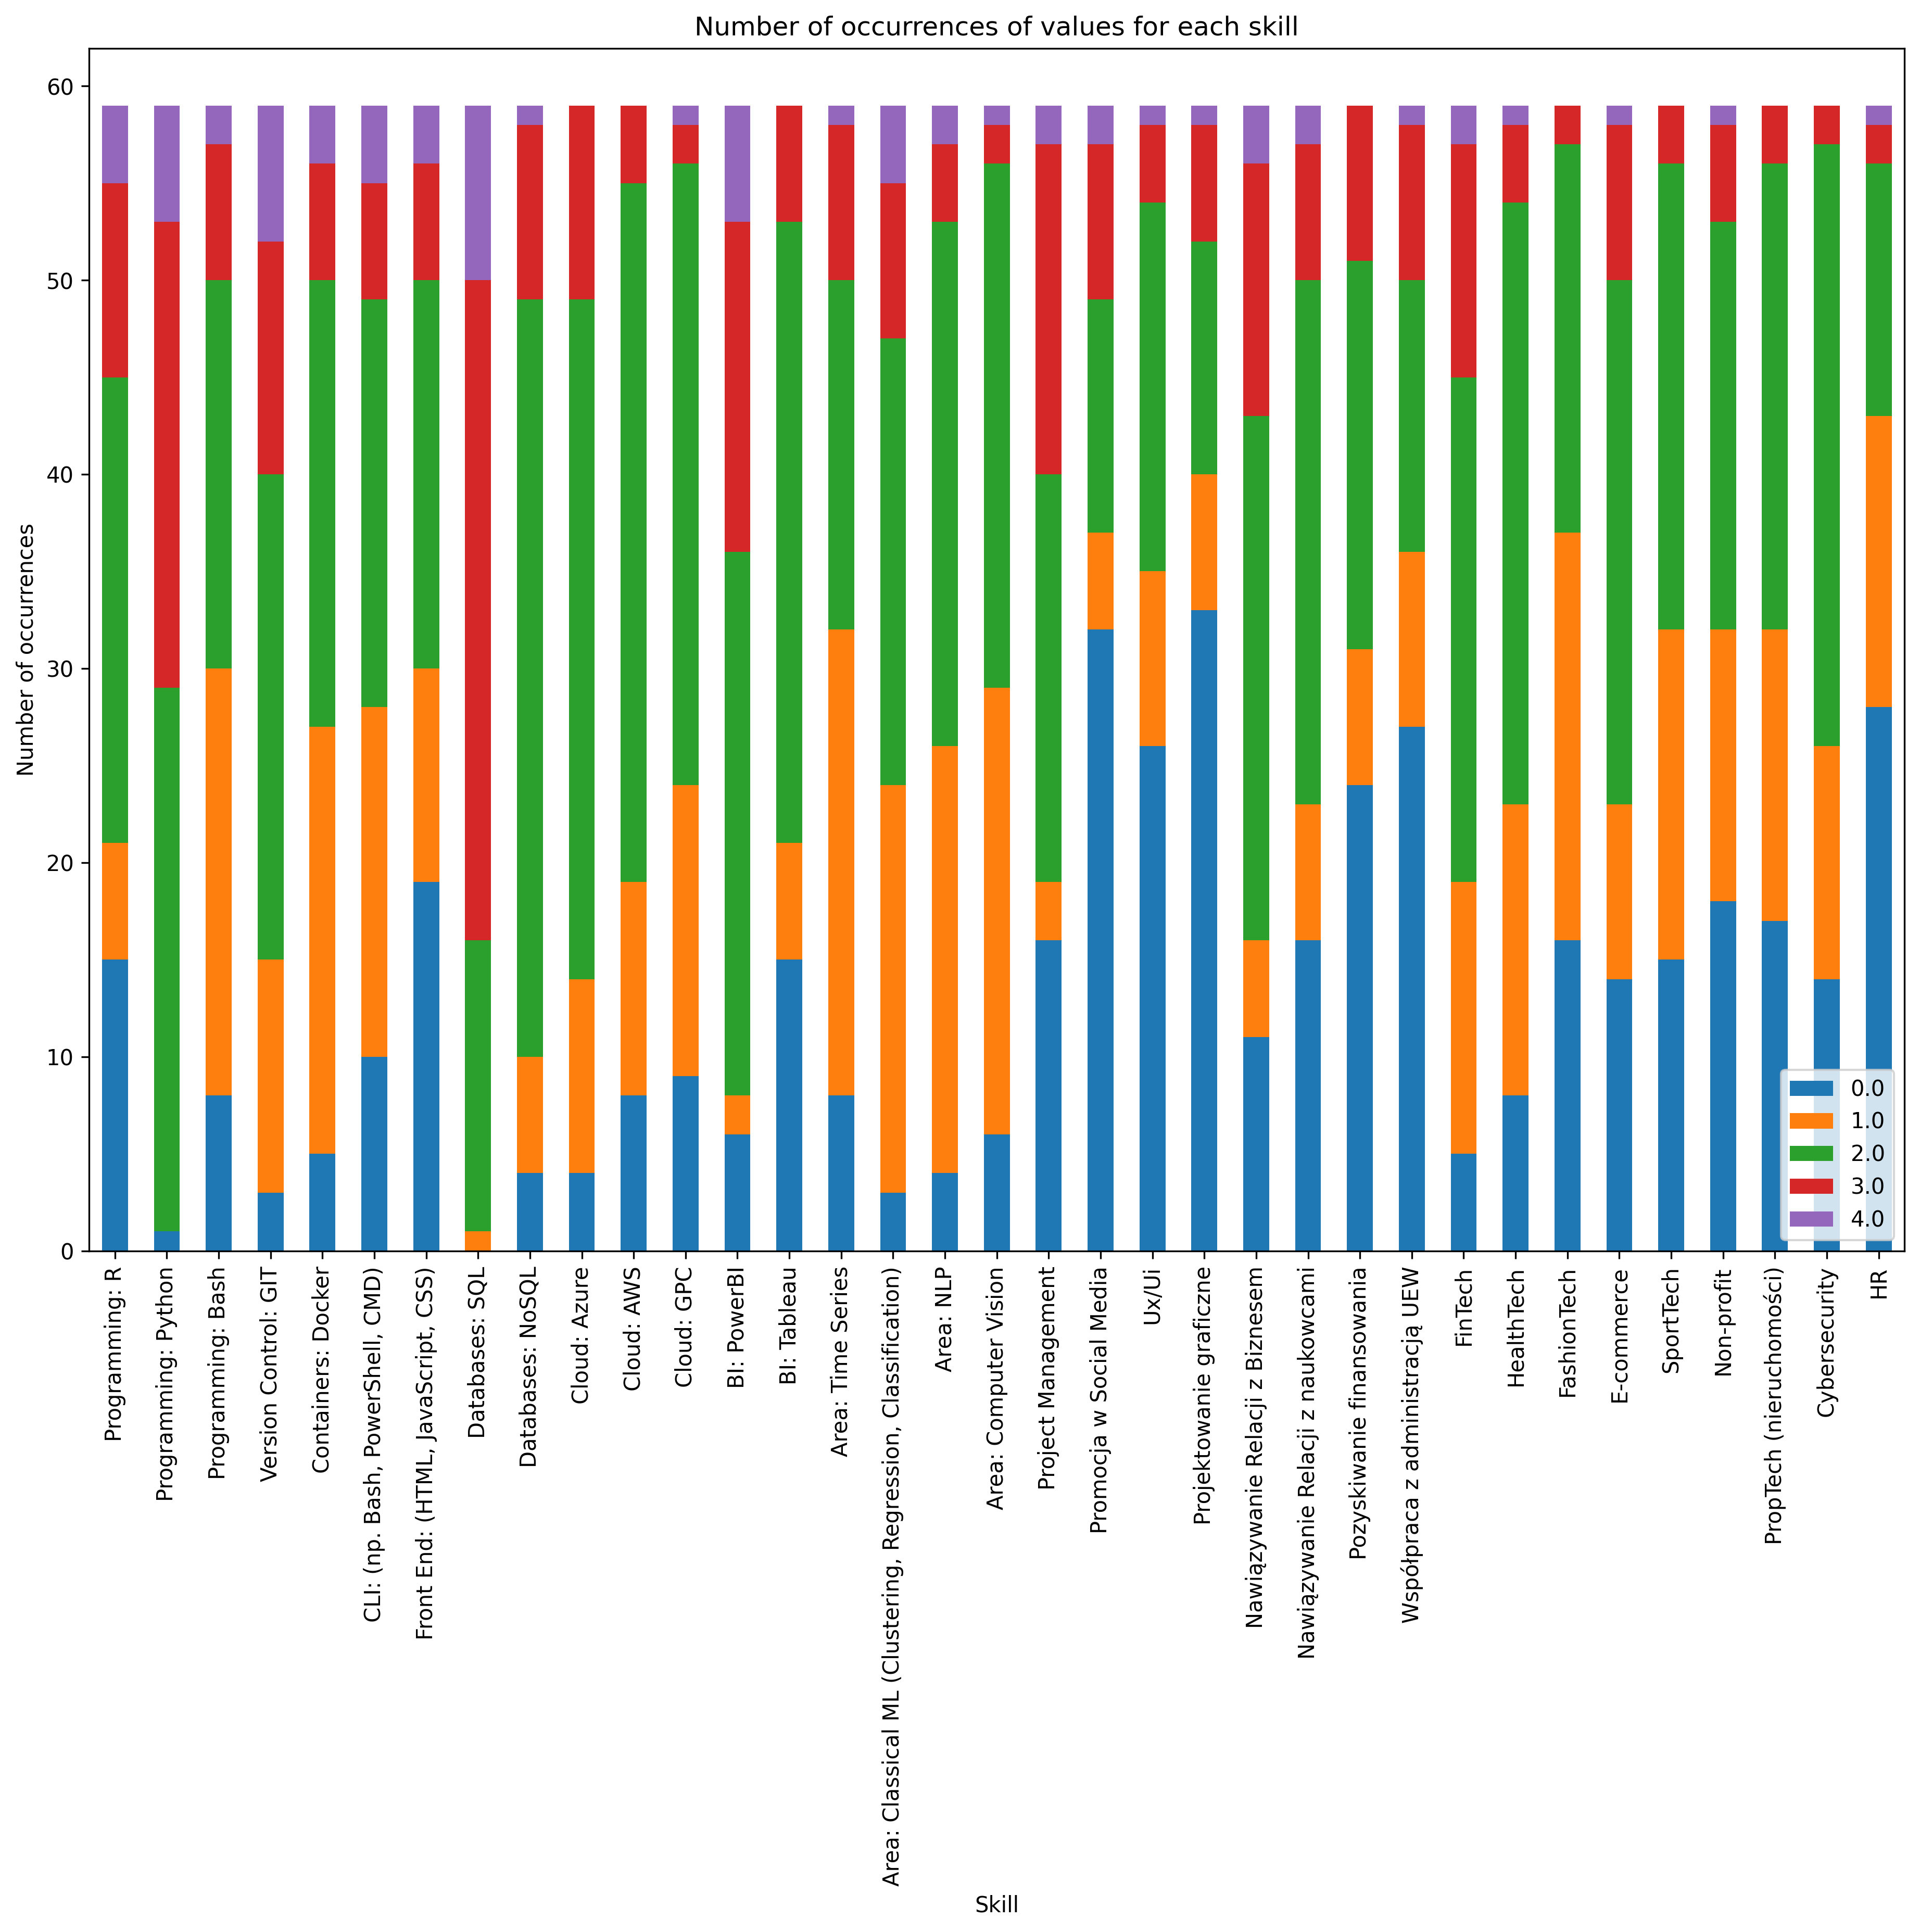 Number of occurrences of values for each skill
Number of occurrences
60
50
40
30
20
10
0
0.0
1.0
2.0
3.0
4.0
Programming: R
Programming: Python
Programming: Bash
Version Control: GIT
Containers: Docker
CLI: (np. Bash, PowerShell, CMD)
Front End: (HTML, JavaScript, CSS)
Databases: SQL
Databases: NoSQL
Cloud: Azure
Cloud: AWS
Cloud: GPC
BI: PowerBI
BI: Tableau
Area: Time Series
Area: Classical ML (Clustering, Regression, Classification)
Area: NLP
Area: Computer Vision
Project Management
Promocja w Social Media
Ux/Ui
Projektowanie graficzne
Nawiązywanie Relacji z Biznesem
Nawiązywanie Relacji z naukowcami
Pozyskiwanie finansowania
Współpraca z administracją UEW
FinTech
HealthTech
FashionTech
E-commerce
SportTech
Non-profit
PropTech (nieruchomości)
Cybersecurity
HR
Skill